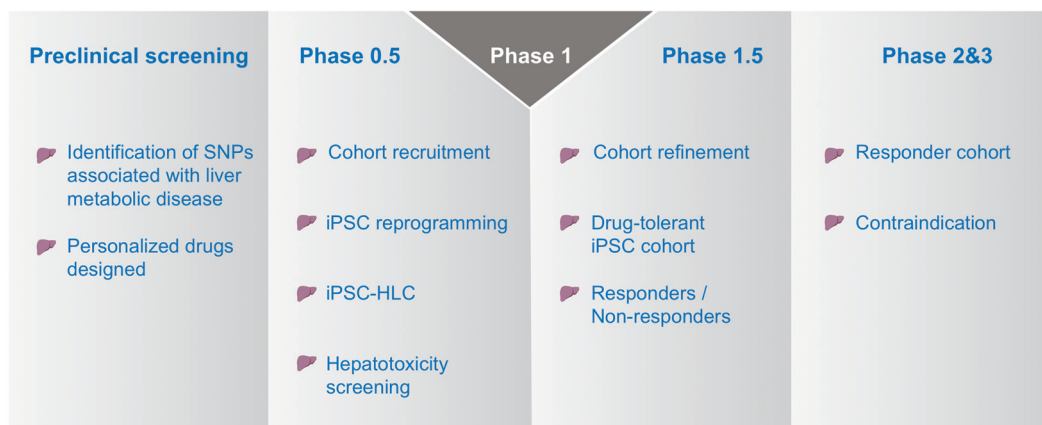 Preclinical screening
Identification of SNPs
associated with liver
metabolic disease
Personalized drugs
designed
Phase 0.5
Cohort recruitment
iPSC reprogramming
iPSC-HLC
Hepatotoxicity
screening
Phase 1
Phase 1.5
Cohort refinement
Drug-tolerant
iPSC cohort
Responders /
Non-responders
Phase 2&3
Responder cohort
Contraindication